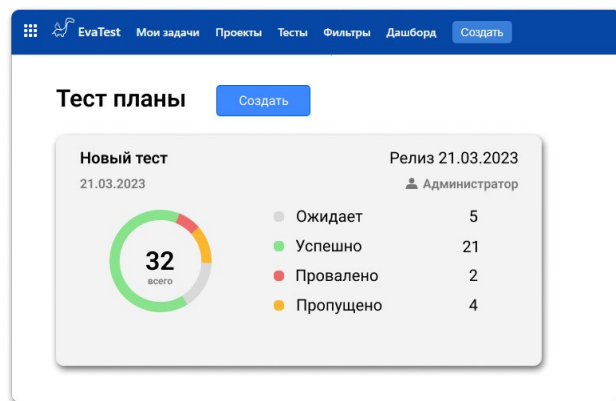 EvaTest Мои задачи Проекты Тесты Фильтры Дашборд Создать
Тест планы Создать
Новый тест Релиз 21.03.2023
21.03.2023 Администратор
32
всего
Ожидает 5
Успешно 21
Провалено 2
Пропущено 4